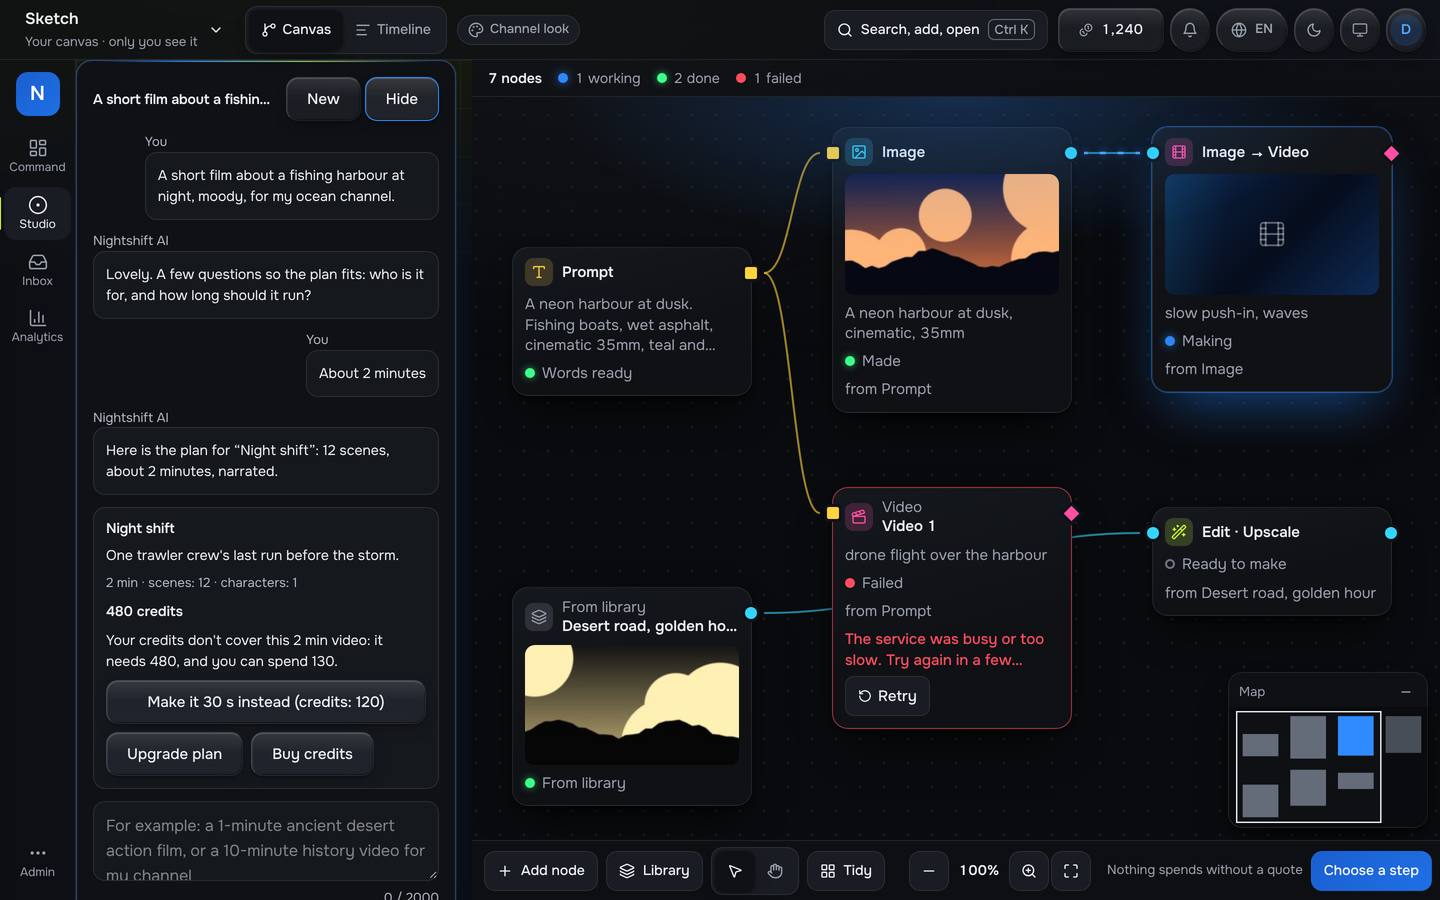 Sketch
Your canvas · only you see it
Canvas
Timeline
Channel look
Search, add, open
Ctrl K
1,240
EN
D
N
Command
Studio
Inbox
Analytics
Admin
A short film about a fishin...
New
Hide
You
A short film about a fishing harbour at
night, moody, for my ocean channel.
Nightshift AI
Lovely. A few questions so the plan fits: who is it
for, and how long should it run?
You
About 2 minutes
Nightshift AI
Here is the plan for “Night shift”: 12 scenes,
about 2 minutes, narrated.
Night shift
One trawler crew's last run before the storm.
2 min · scenes: 12 · characters: 1
480 credits
Your credits don't cover this 2 min video: it
needs 480, and you can spend 130.
Make it 30 s instead (credits: 120)
Upgrade plan
Buy credits
For example: a 1-minute ancient desert
action film, or a 10-minute history video for
my channel
0 / 2000
7 nodes
1 working
2 done
1 failed
Prompt
A neon harbour at dusk.
Fishing boats, wet asphalt,
cinematic 35mm, teal and...
Words ready
Image
A neon harbour at dusk,
cinematic, 35mm
Made
from Prompt
Image → Video
slow push-in, waves
Making
from Image
Video
Video 1
drone flight over the harbour
Failed
from Prompt
The service was busy or too
slow. Try again in a few...
Retry
From library
Desert road, golden ho...
From library
Edit · Upscale
Ready to make
from Desert road, golden hour
Map
Add node
Library
Tidy
100%
Nothing spends without a quote
Choose a step